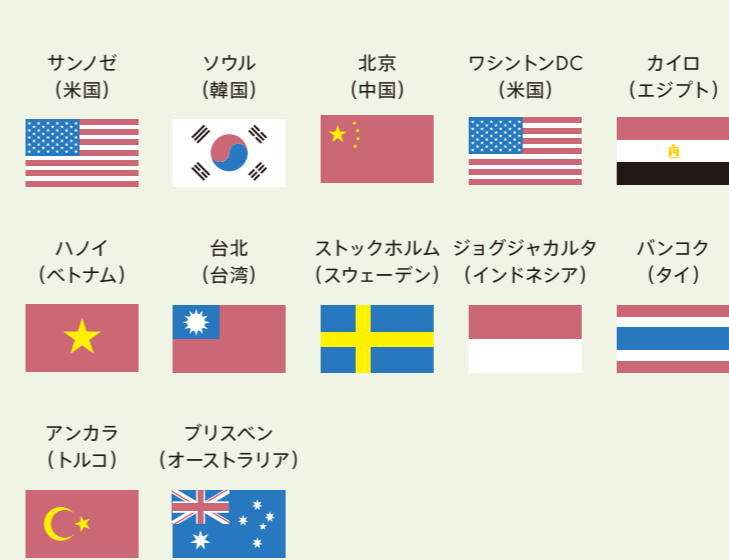 サンノゼ
（米国）
ソウル
（韓国）
北京
（中国）
ワシントンDC
（米国）
カイロ
（エジプト）
ハノイ
（ベトナム）
台北
（台湾）
ストックホルム
（スウェーデン）
ジョグジャカルタ
（インドネシア）
バンコク
（タイ）
アンカラ
（トルコ）
ブリスベン
（オーストラリア）